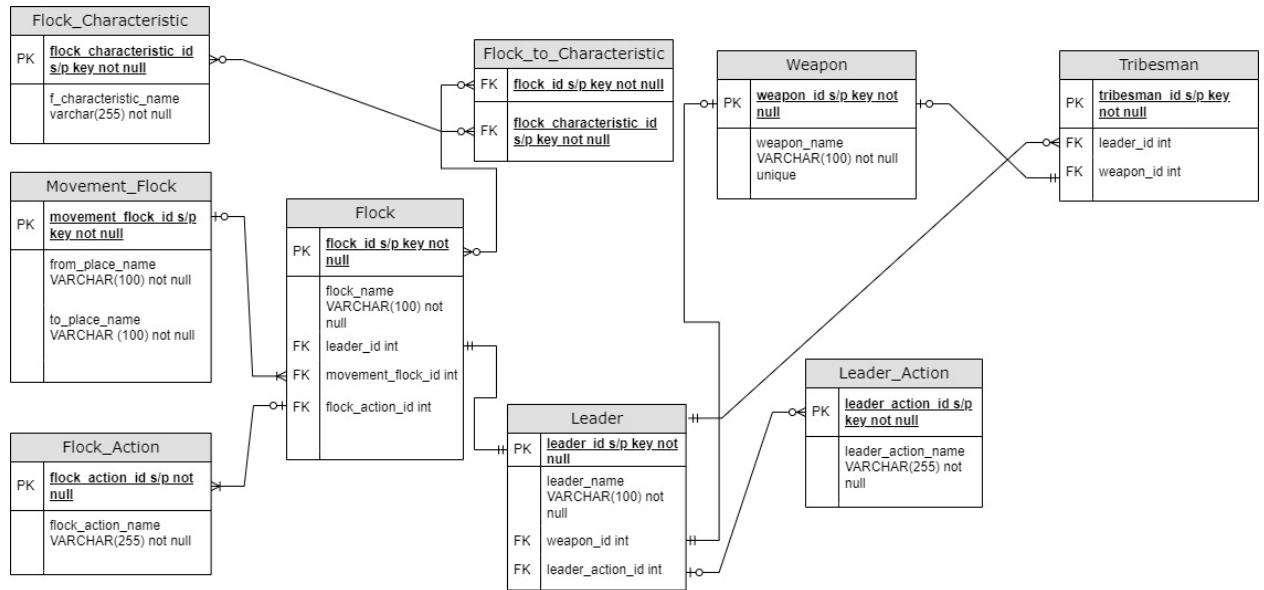 Flock_Characteristic
PK
flock_characteristic_id
s/p key not null
f_characteristic_name
varchar(255) not null
Flock_to_Characteristic
FK
flock_id s/p key not null
FK
flock_characteristic_id
s/p key not null
Weapon
PK
weapon_id s/p key not
null
weapon_name
VARCHAR(100) not null
unique
Tribesman
PK
tribesman_id s/p key
not null
FK
leader_id int
FK
weapon_id int
Movement_Flock
PK
movement_flock_id s/p
key not null
from_place_name
VARCHAR(100) not null
to_place_name
VARCHAR (100) not null
Flock
PK
flock_id s/p key not
null
flock_name
VARCHAR(100) not
null
FK
leader_id int
FK
movement_flock_id int
FK
flock_action_id int
Flock_Action
PK
flock_action_id s/p not
null
flock_action_name
VARCHAR(255) not null
Leader
PK
leader_id s/p key not
null
leader_name
VARCHAR(100) not
null
FK
weapon_id int
FK
leader_action_id int
Leader_Action
PK
leader_action_id s/p
key not null
leader_action_name
VARCHAR(255) not
null